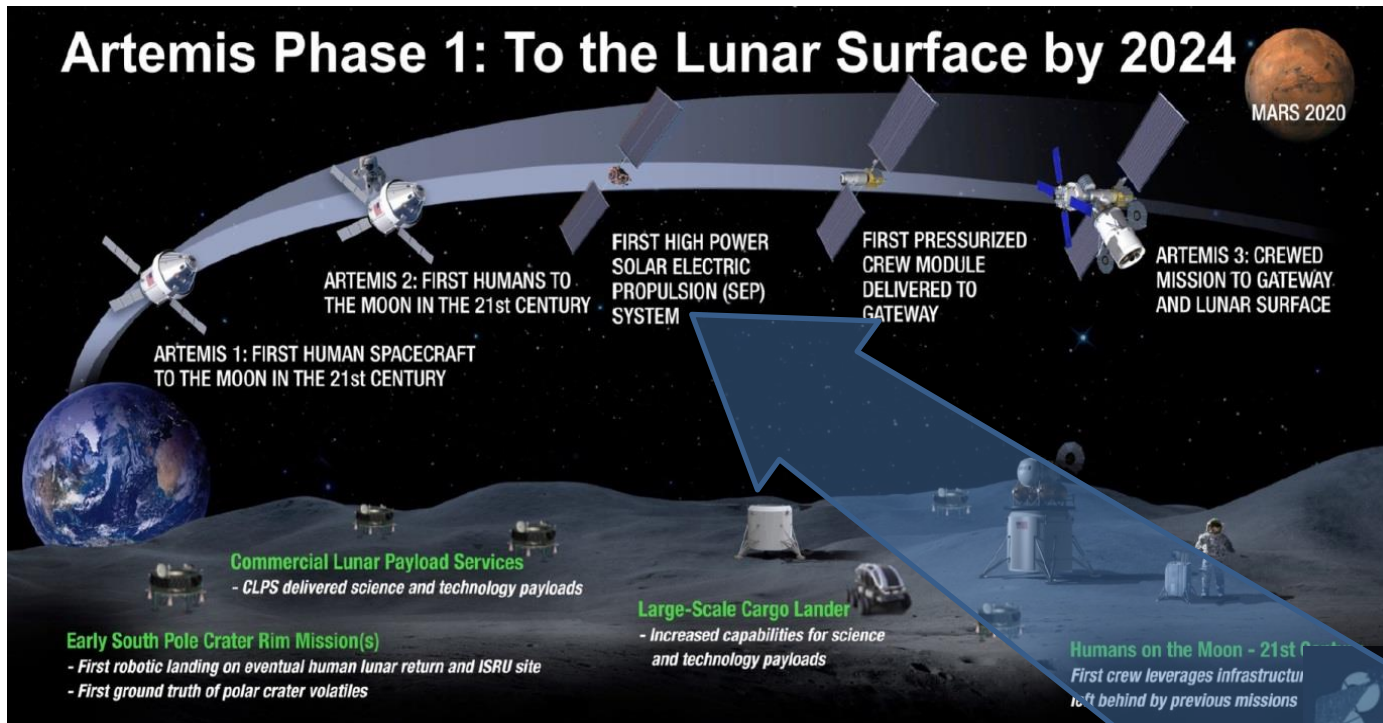 Artemis Phase 1: To the Lunar Surface by 2024
MARS 2020
ARTEMIS 1: FIRST HUMAN SPACECRAFT
TO THE MOON IN THE 21st CENTURY
ARTEMIS 2: FIRST HUMANS TO
THE MOON IN THE 21st CENTURY
FIRST HIGH POWER
SOLAR ELECTRIC
PROPULSION (SEP)
SYSTEM
FIRST PRESSURIZED
CREW MODULE
DELIVERED TO
GATEWAY
ARTEMIS 3: CREWED
MISSION TO GATEWAY
AND LUNAR SURFACE
Commercial Lunar Payload Services
- CLPS delivered science and technology payloads
Early South Pole Crater Rim Mission(s)
- First robotic landing on eventual human lunar return and ISRU site
- First ground truth of polar crater volatiles
Large-Scale Cargo Lander
- Increased capabilities for science
and technology payloads
Humans on the Moon - 21st
First crew leverages
left behind by previous missions